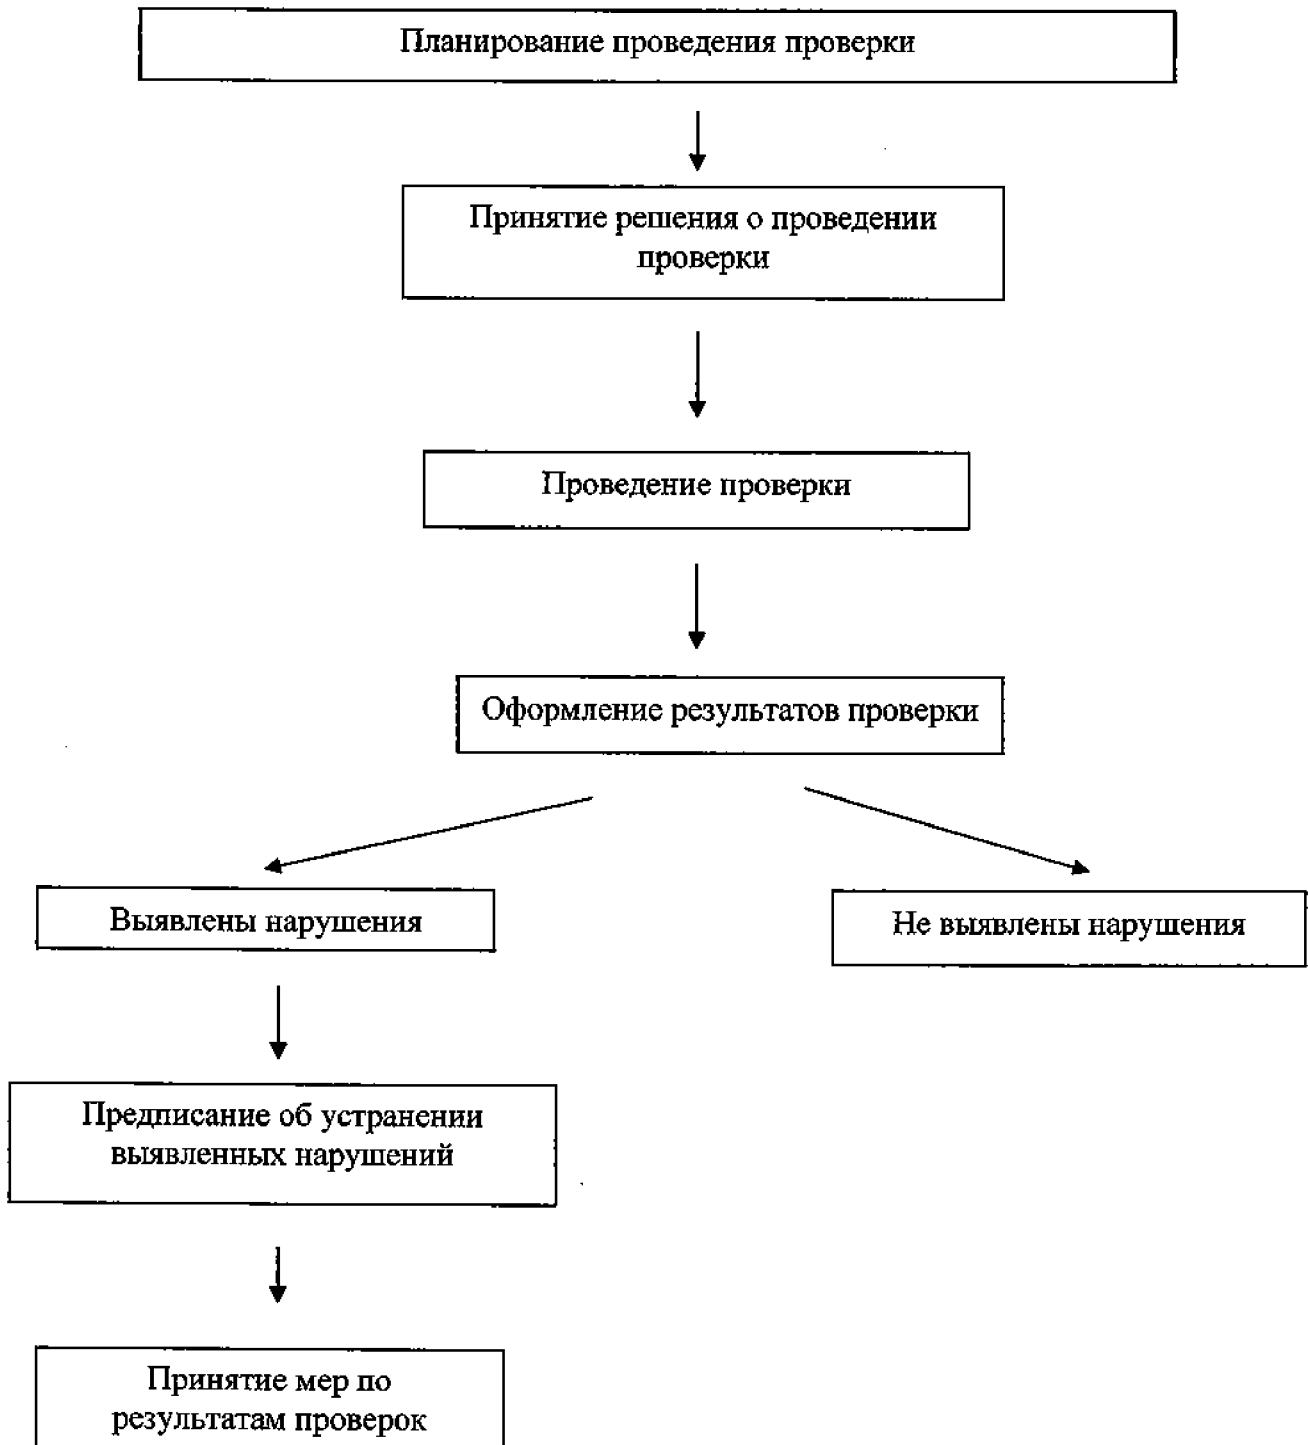 Планирование проведения проверки
Принятие решения о проведении
проверки
Проведение проверки
Оформление результатов проверки
Выявлены нарушения
Не выявлены нарушения
Предписание об устранении
выявленных нарушений
Принятие мер по
результатам проверок